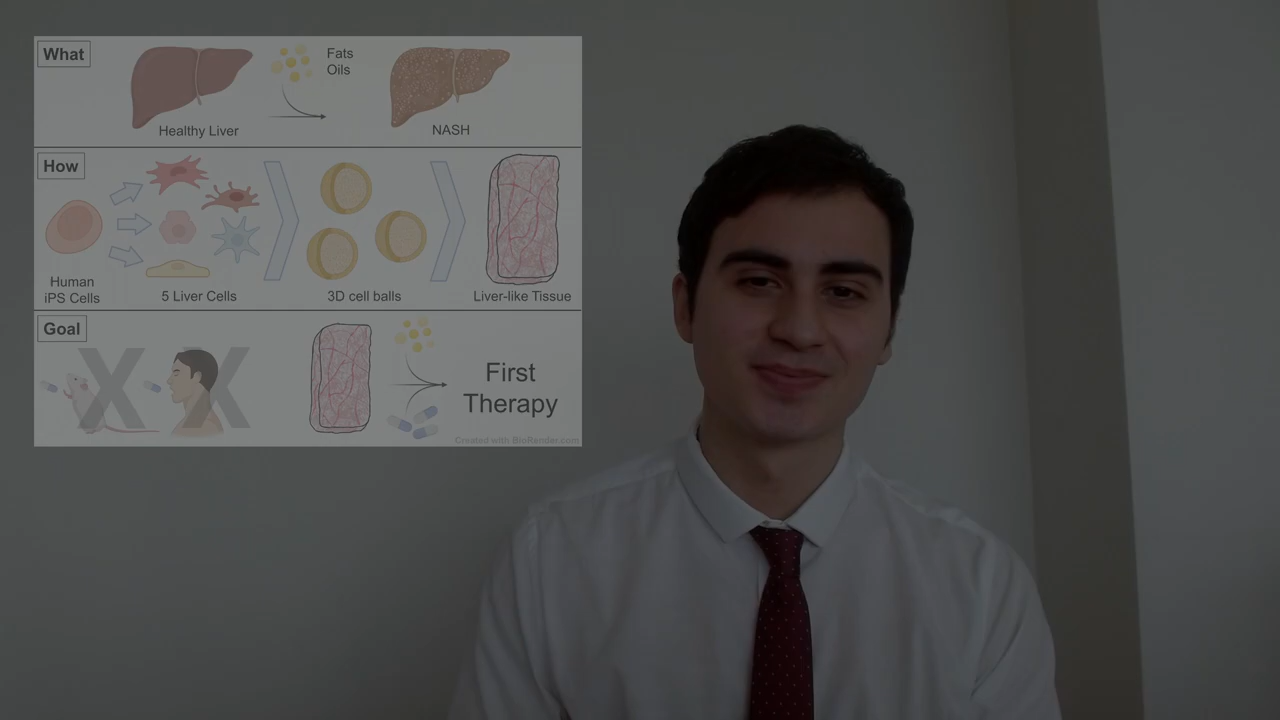 What
Fats
Oils
Healthy Liver
NASH
How
Human
iPS Cells
5 Liver Cells
3D cell balls
Liver-like Tissue
Goal
X X
First
Therapy
Created with BioRender.com